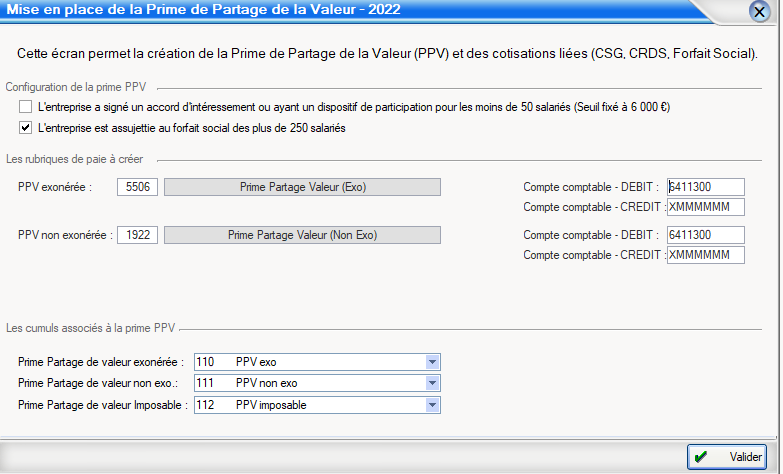 Mise en place de la Prime de Partage de la Valeur - 2022
Cette écran permet la création de la Prime de Partage de la Valeur (PPV) et des cotisations liées (CSG, CRDS, Forfait Social).
Configuration de la prime PPV
L'entreprise a signé un accord d'intéressement ou ayant un dispositif de participation pour les moins de 50 salariés (Seuil fixé à 6 000 €)
L'entreprise est assujettie au forfait social des plus de 250 salariés
Les rubriques de paie à créer
PPV exonérée : 5506 Prime Partage Valeur (Exo) Compte comptable - DEBIT : 6411300
Compte comptable - CREDIT : XMMMMMM
PPV non exonérée : 1922 Prime Partage Valeur (Non Exo) Compte comptable - DEBIT : 6411300
Compte comptable - CREDIT : XMMMMMM
Les cumuls associés à la prime PPV
Prime Partage de valeur exonérée : 110 PPV exo
Prime Partage de valeur non exo.: 111 PPV non exo
Prime Partage de valeur Imposable : 112 PPV imposable
Valider